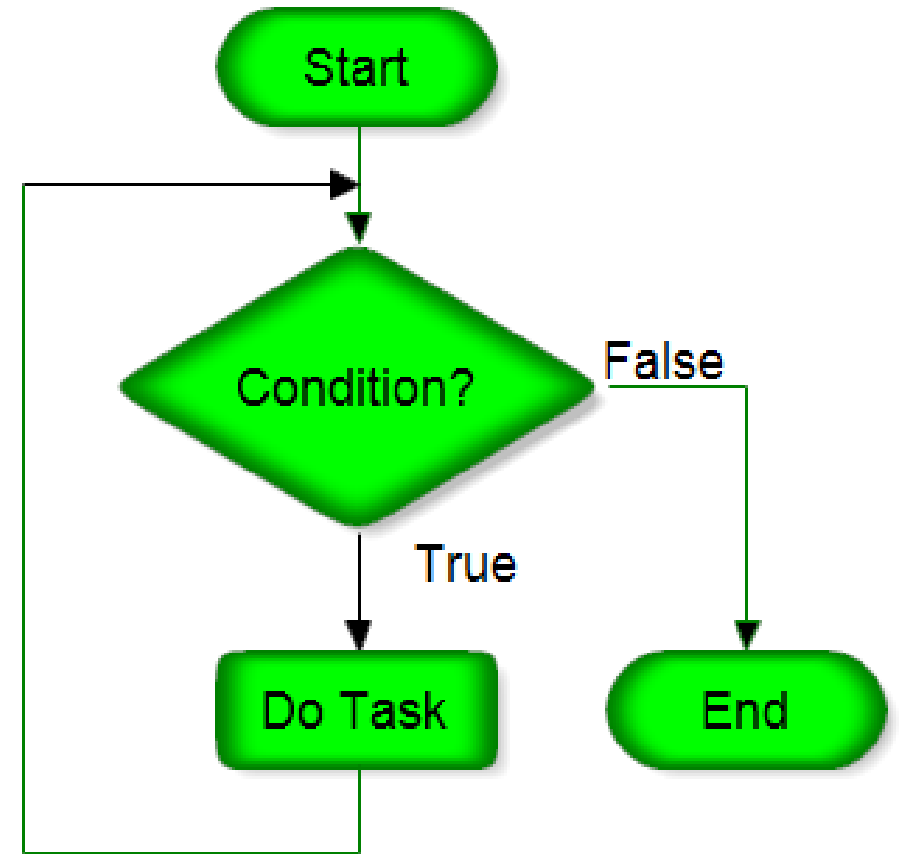 Start
Condition?
False
True
Do Task
End